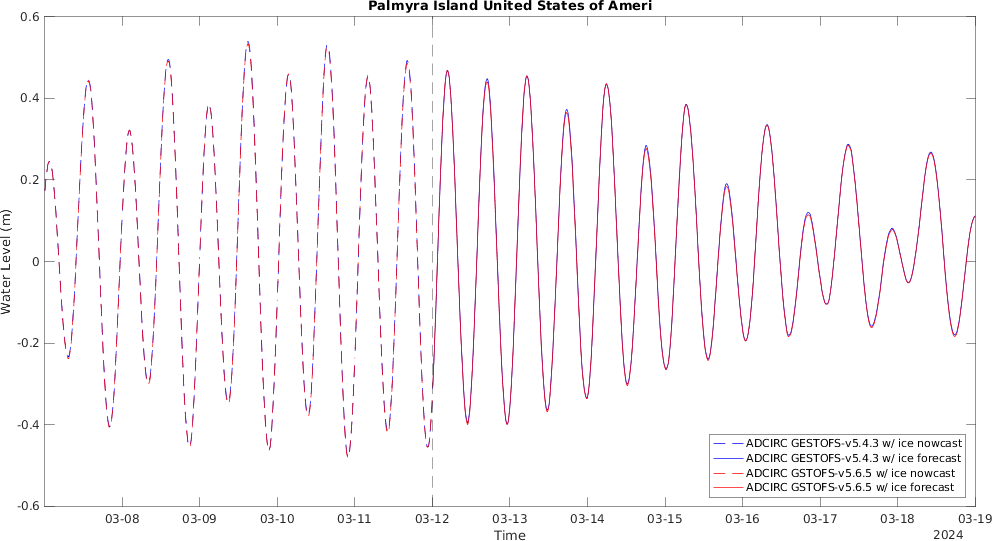 Palmyra Island United States of Ameri
0.6
0.4
0.2
0
-0.2
-0.4
-0.6
Water Level (m)
ADCIRC GESTOFS-v5.4.3 w/ ice nowcast
ADCIRC GESTOFS-v5.4.3 w/ ice forecast
ADCIRC GSTOFS-v5.6.5 w/ ice nowcast
ADCIRC GSTOFS-v5.6.5 w/ ice forecast
03-08 03-09 03-10 03-11 03-12 03-13 03-14 03-15 03-16 03-17 03-18 03-19
Time
2024